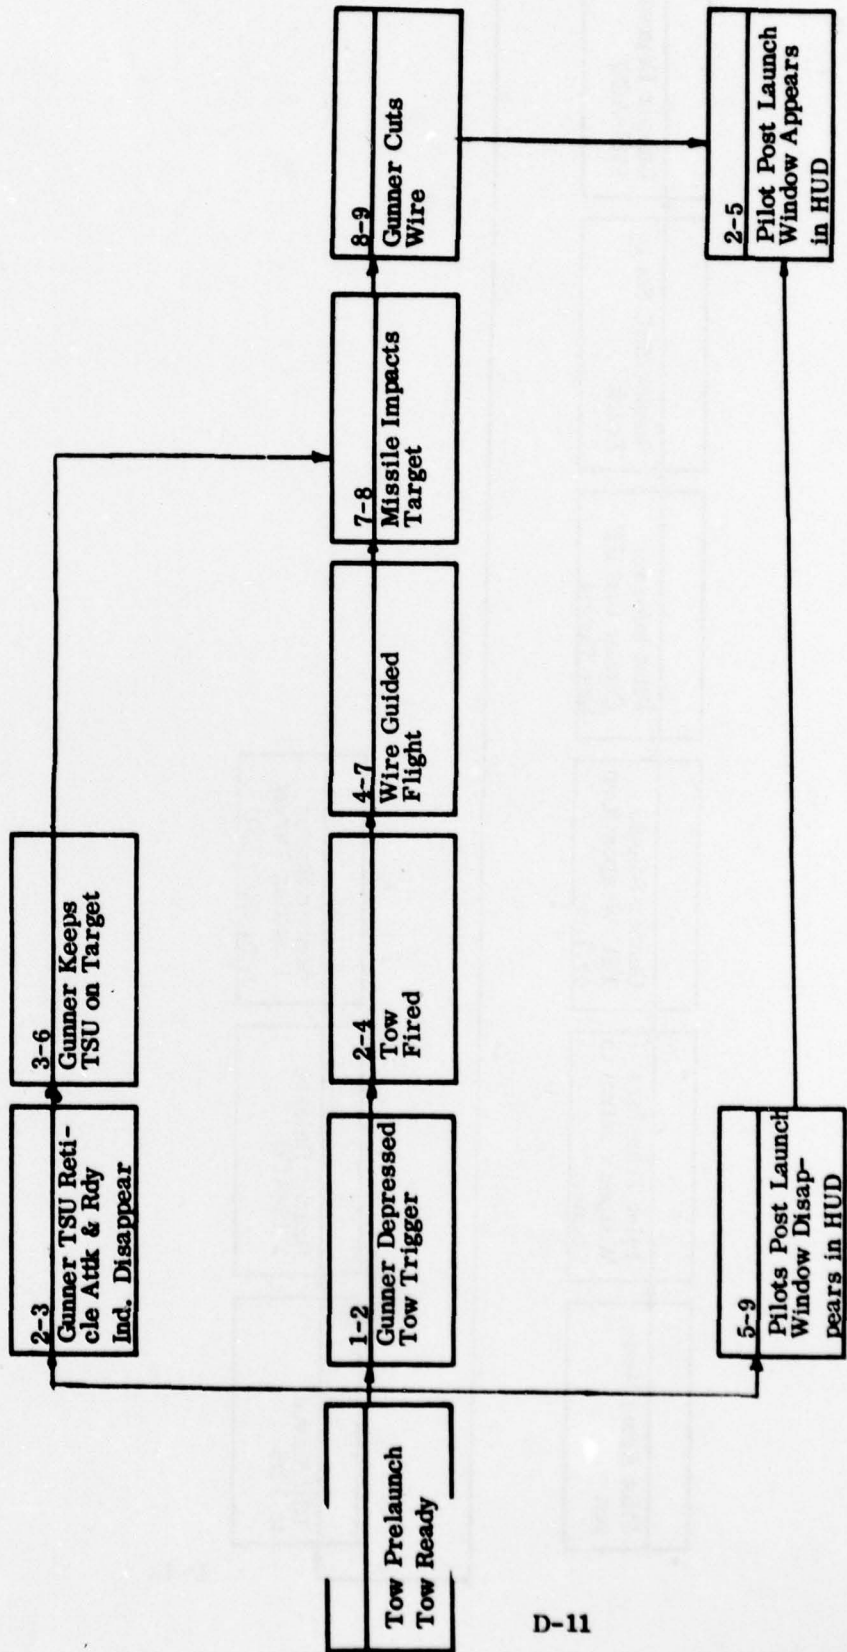 2-3
Gunner TSU Reti-
cle Attk & Rdy
Ind. Disappear
3-6
Gunner Keeps
TSU on Target
Tow Prelaunch
Tow Ready
1-2
Gunner Depressed
Tow Trigger
2-4
Tow
Fired
4-7
Wire Guided
Flight
7-8
Missile Impacts
Target
8-9
Gunner Cuts
Wire
5-9
Pilots Post Launch
Window Disap-
pears in HUD
2-5
Pilot Post Launch
Window Appears
in HUD
D-11